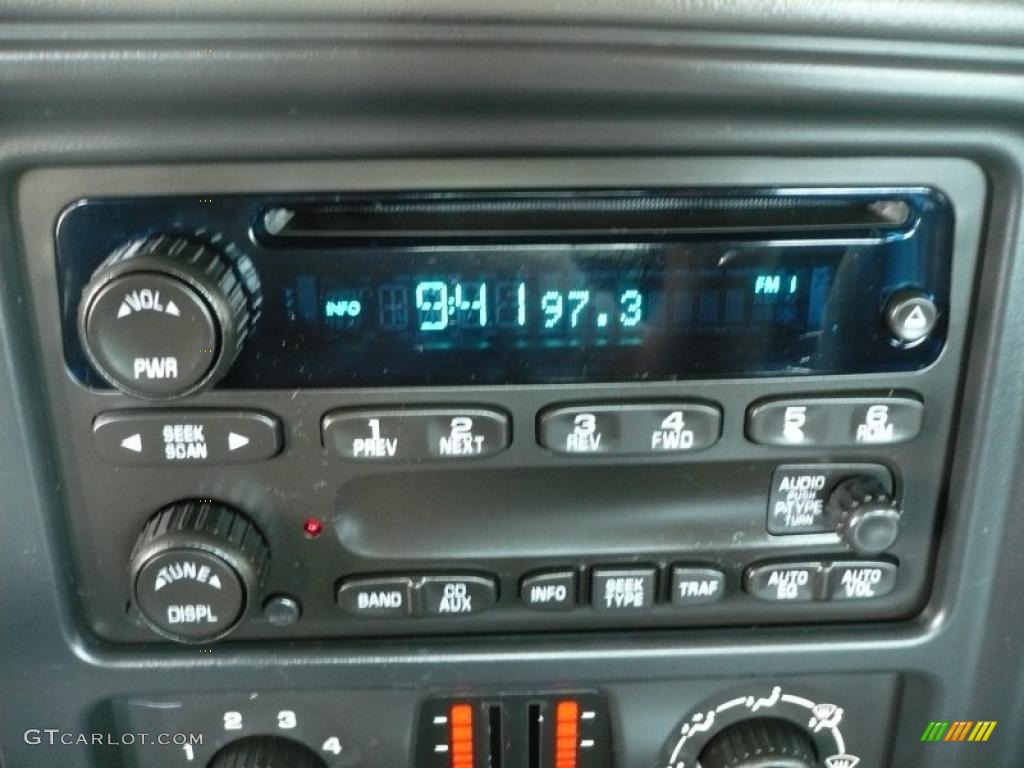 INFO 9:41 97.3 FM 1
VOL
PWR
SEEK
SCAN
1
PREV
2
NEXT
3
REV
4
FWD
5
6
RDM
AUDIO
PUSH
P-TYPE
TURN
TUNE
DISPL
BAND
CD
AUX
INFO
SEEK
TYPE
TRAF
AUTO
EQ
AUTO
VOL
1 2 3 4
GTCARLOT.COM